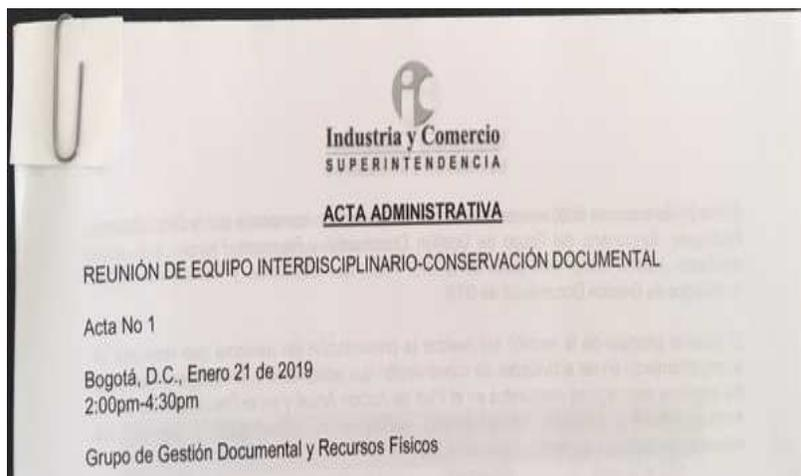 ic
Industria y Comercio
SUPERINTENDENCIA
ACTA ADMINISTRATIVA
REUNIÓN DE EQUIPO INTERDISCIPLINARIO-CONSERVACIÓN DOCUMENTAL
Acta No 1
Bogotá, D.C., Enero 21 de 2019
2:00pm-4:30pm
Grupo de Gestión Documental y Recursos Físicos